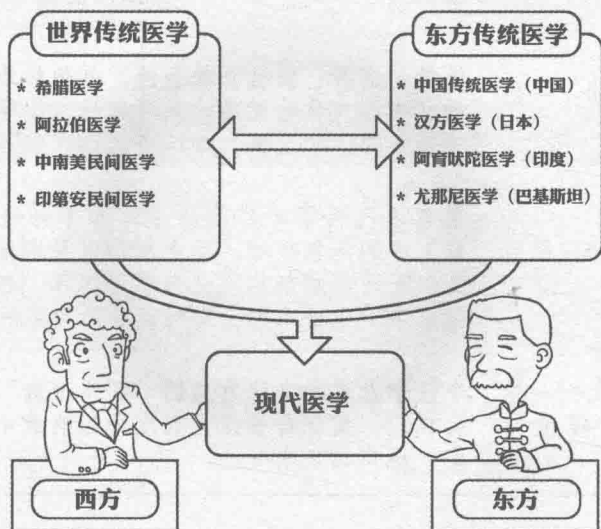 世界传统医学
* 希腊医学
* 阿拉伯医学
* 中南美民间医学
* 印第安民间医学
东方传统医学
* 中国传统医学（中国）
* 汉方医学（日本）
* 阿育吠陀医学（印度）
* 尤那尼医学（巴基斯坦）
现代医学
西方
东方